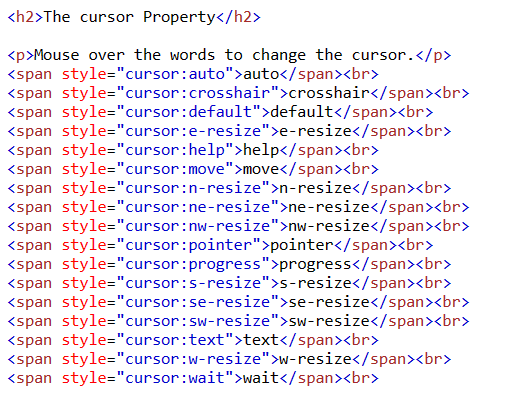 <h2>The cursor Property</h2>
<p>Mouse over the words to change the cursor.</p>
<span style="cursor:auto">auto</span><br>
<span style="cursor:crosshair">crosshair</span><br>
<span style="cursor:default">default</span><br>
<span style="cursor:e-resize">e-resize</span><br>
<span style="cursor:help">help</span><br>
<span style="cursor:move">move</span><br>
<span style="cursor:n-resize">n-resize</span><br>
<span style="cursor:ne-resize">ne-resize</span><br>
<span style="cursor:nw-resize">nw-resize</span><br>
<span style="cursor:pointer">pointer</span><br>
<span style="cursor:progress">progress</span><br>
<span style="cursor:s-resize">s-resize</span><br>
<span style="cursor:se-resize">se-resize</span><br>
<span style="cursor:sw-resize">sw-resize</span><br>
<span style="cursor:text">text</span><br>
<span style="cursor:w-resize">w-resize</span><br>
<span style="cursor:wait">wait</span><br>